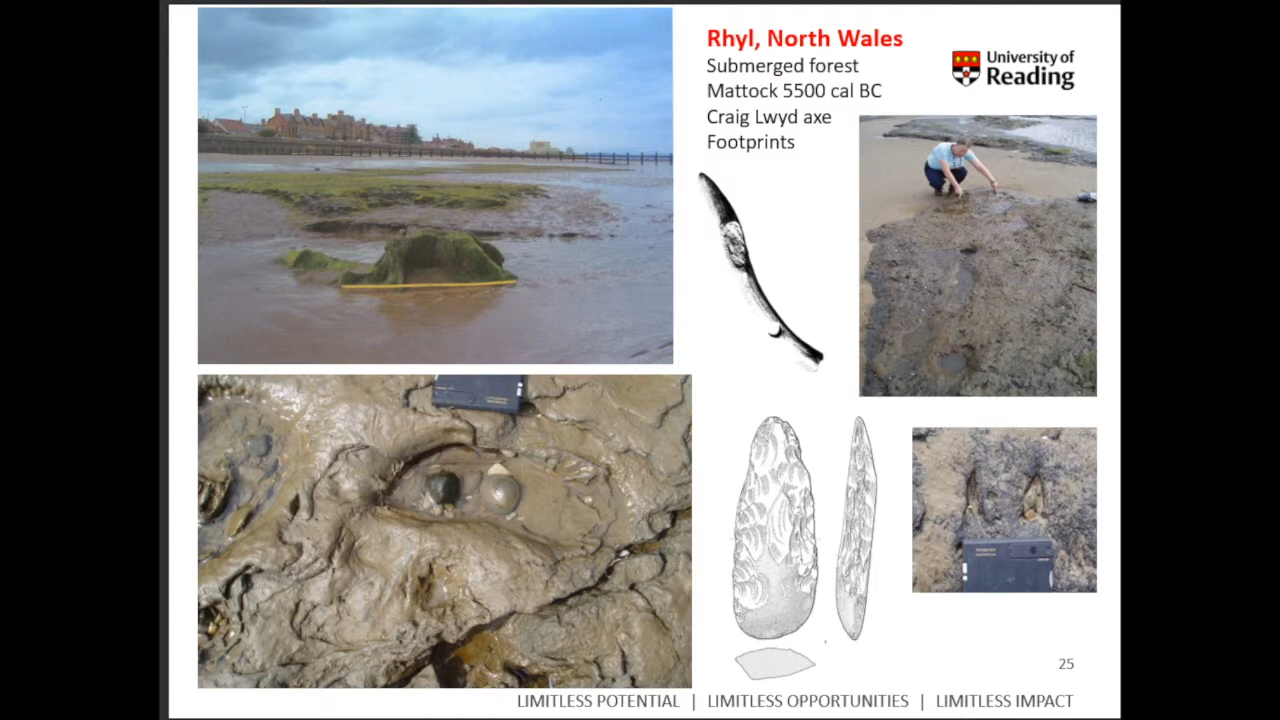 Rhyl, North Wales
Submerged forest
Mattock 5500 cal BC
Craig Lwyd axe
Footprints
University of
Reading
25
LIMITLESS POTENTIAL | LIMITLESS OPPORTUNITIES | LIMITLESS IMPACT